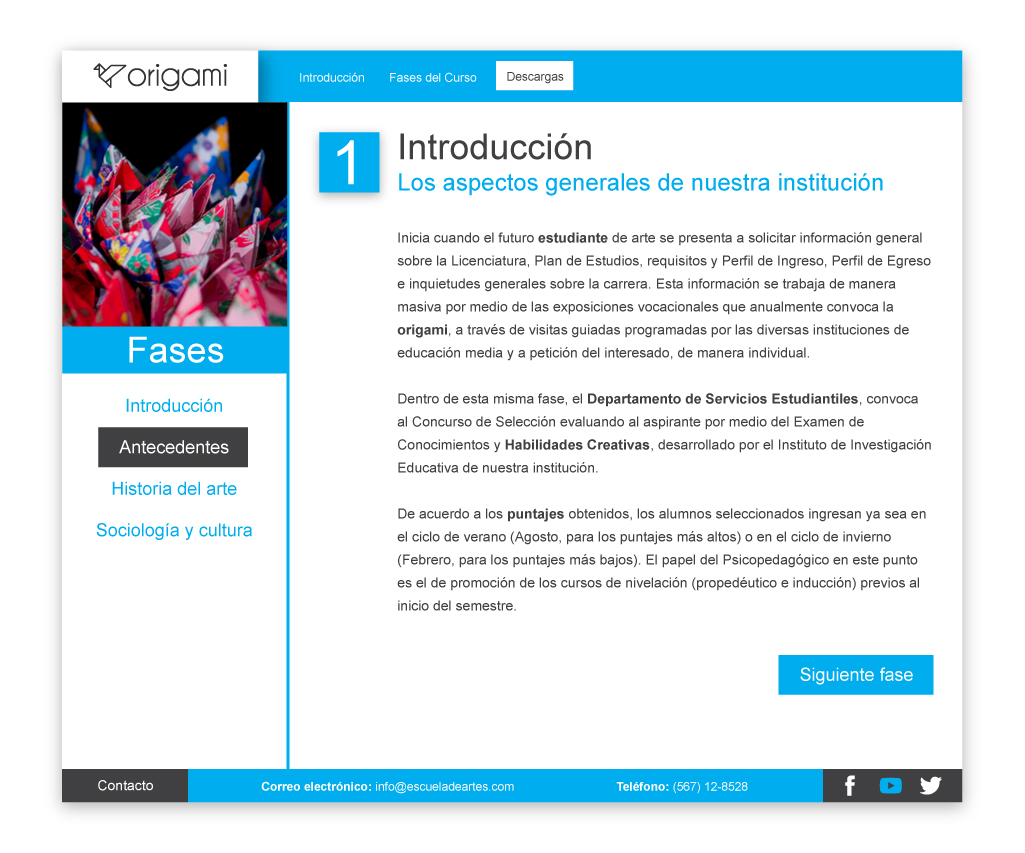 origami
Introducción
Fases del Curso
Descargas
1
Introducción
Los aspectos generales de nuestra institución
Inicia cuando el futuro estudiante de arte se presenta a solicitar información general
sobre la Licenciatura, Plan de Estudios, requisitos y Perfil de Ingreso, Perfil de Egreso
e inquietudes generales sobre la carrera. Esta información se trabaja de manera
masiva por medio de las exposiciones vocacionales que anualmente convoca la
origami, a través de visitas guiadas programadas por las diversas instituciones de
educación media y a petición del interesado, de manera individual.
Dentro de esta misma fase, el Departamento de Servicios Estudiantiles, convoca
al Concurso de Selección evaluando al aspirante por medio del Examen de
Conocimientos y Habilidades Creativas, desarrollado por el Instituto de Investigación
Educativa de nuestra institución.
De acuerdo a los puntajes obtenidos, los alumnos seleccionados ingresan ya sea en
el ciclo de verano (Agosto, para los puntajes más altos) o en el ciclo de invierno
(Febrero, para los puntajes más bajos). El papel del Psicopedagógico en este punto
es el de promoción de los cursos de nivelación (propedéutico e inducción) previos al
inicio del semestre.
Siguiente fase
Fases
Introducción
Antecedentes
Historia del arte
Sociología y cultura
Contacto
Correo electrónico: info@escueladeartes.com
Teléfono: (567) 12-8528